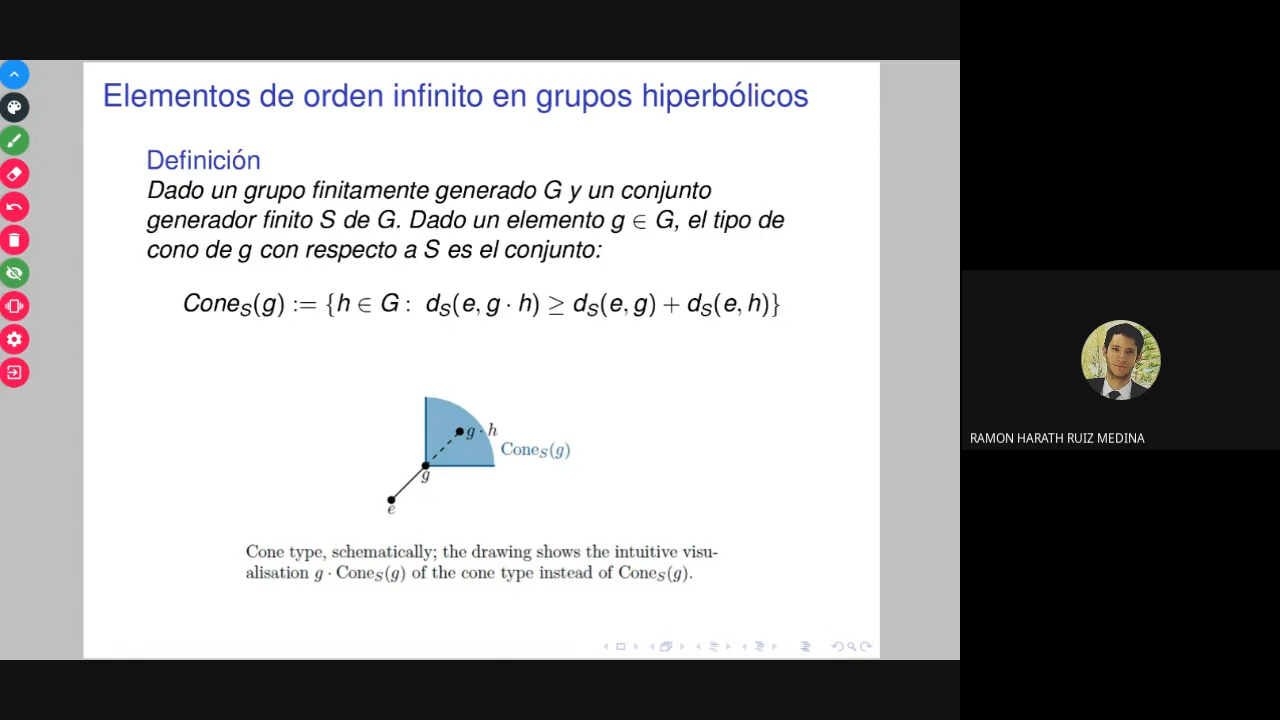 Elementos de orden infinito en grupos hiperbólicos
Definición
Dado un grupo finitamente generado G y un conjunto
generador finito S de G. Dado un elemento g ∈ G, el tipo de
cono de g con respecto a S es el conjunto:
Cone_S(g) := {h ∈ G : d_S(e, g · h) ≥ d_S(e, g) + d_S(e, h)}
g · h
Cone_S(g)
g
e
Cone type, schematically; the drawing shows the intuitive visu-
alisation g · Cone_S(g) of the cone type instead of Cone_S(g).
RAMON HARATH RUIZ MEDINA